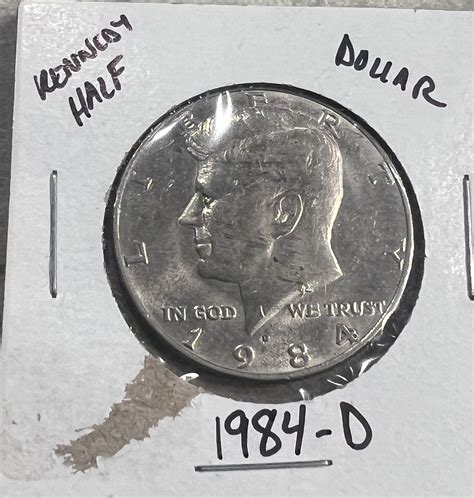 KENNEDY
HALF
DOLLAR
LIBERTY
IN GOD WE TRUST
1984
1984-D